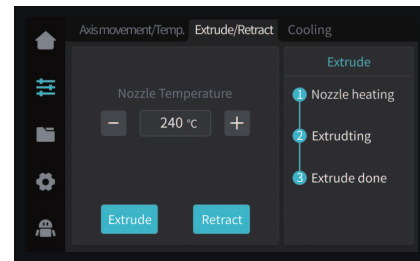 Axis movement/Temp. Extrude/Retract Cooling
Nozzle Temperature
− 240 °C +
Extrude Retract
Extrude
1 Nozzle heating
2 Extrudting
3 Extrude done